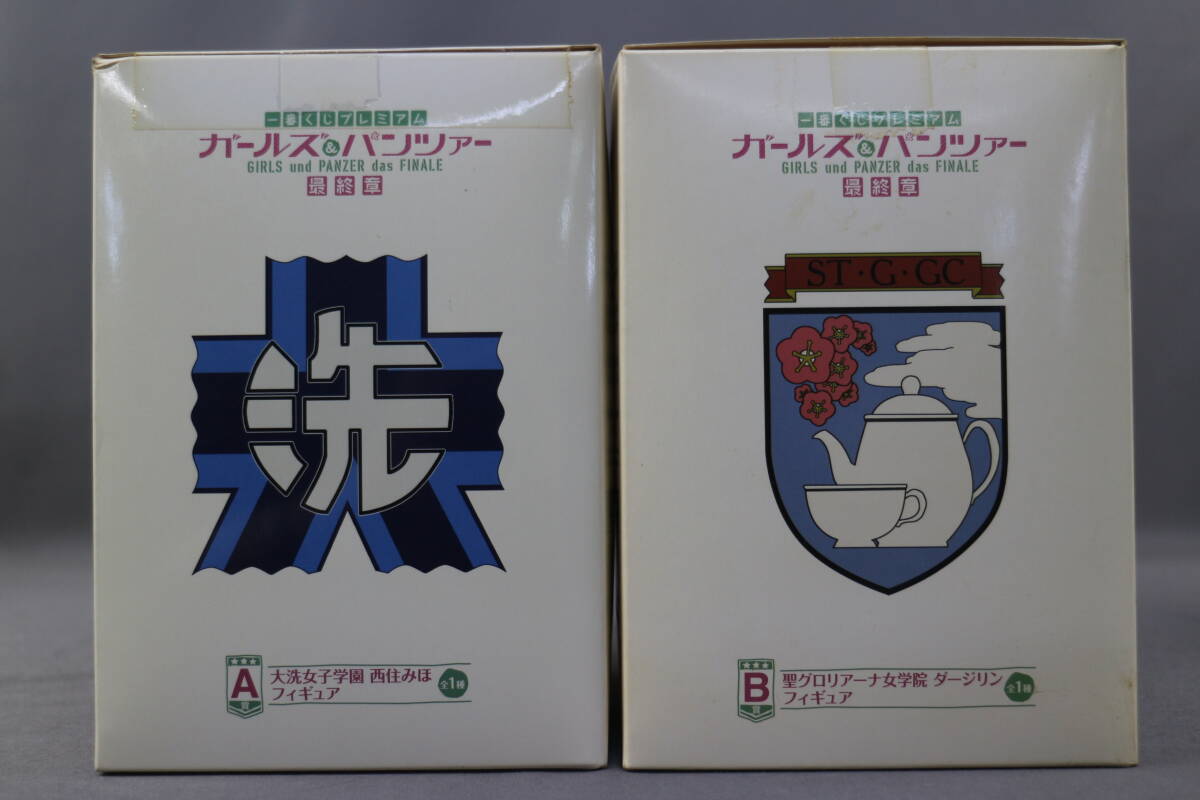 一番くじプレミアム
ガールズ&パンツァー
GIRLS und PANZER das FINALE
最終章
洗
A
賞
大洗女子学園 西住みほ
フィギュア
全1種
一番くじプレミアム
ガールズ&パンツァー
GIRLS und PANZER das FINALE
最終章
ST・G・GC
B
賞
聖グロリアーナ女学院 ダージリン
フィギュア
全1種